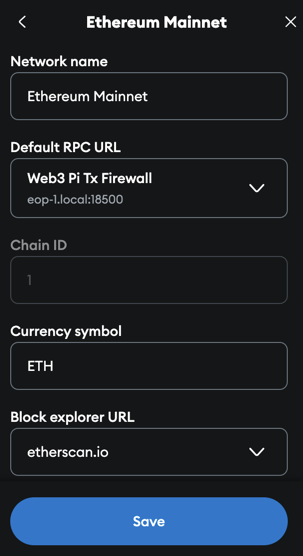 Ethereum Mainnet
Network name
Ethereum Mainnet
Default RPC URL
Web3 Pi Tx Firewall
eop-1.local:18500
Chain ID
1
Currency symbol
ETH
Block explorer URL
etherscan.io
Save